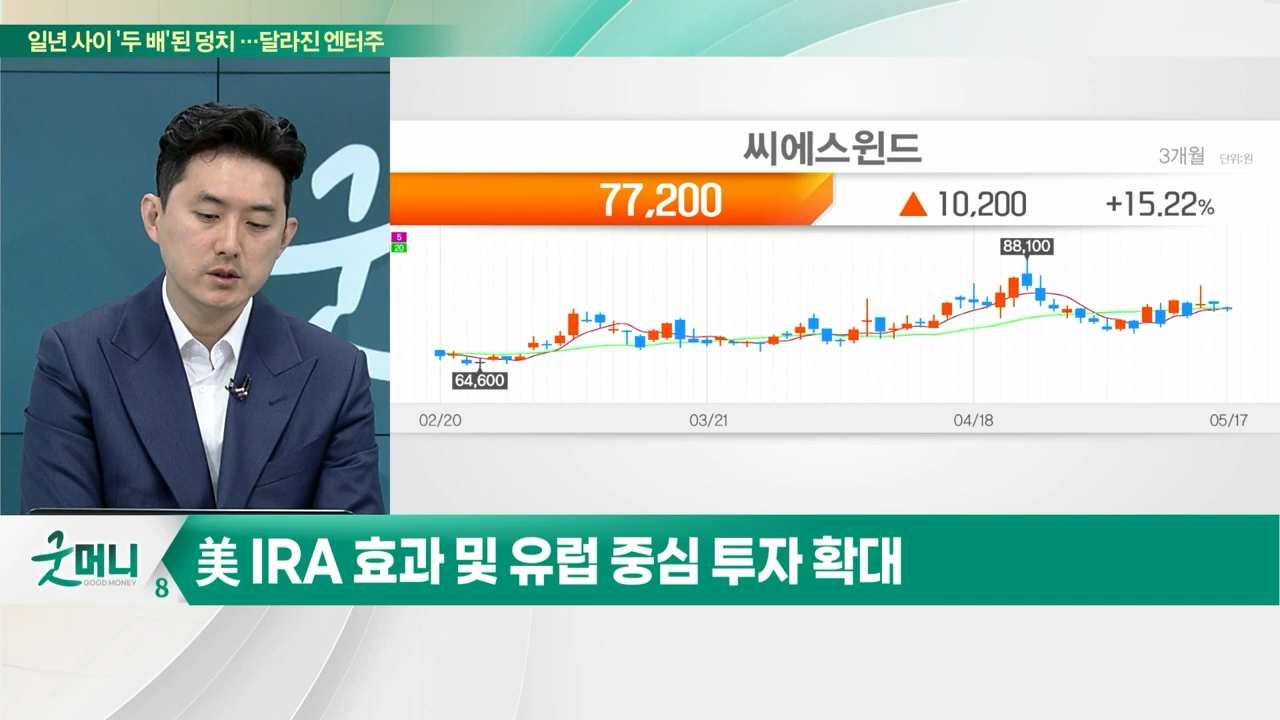 일년 사이 '두 배'된 덩치 …달라진 엔터주
씨에스윈드
3개월 단위:원
77,200 ▲ 10,200 +15.22%
5
20
88,100
64,600
02/20 03/21 04/18 05/17
굿머니
GOOD MONEY
8
美 IRA 효과 및 유럽 중심 투자 확대